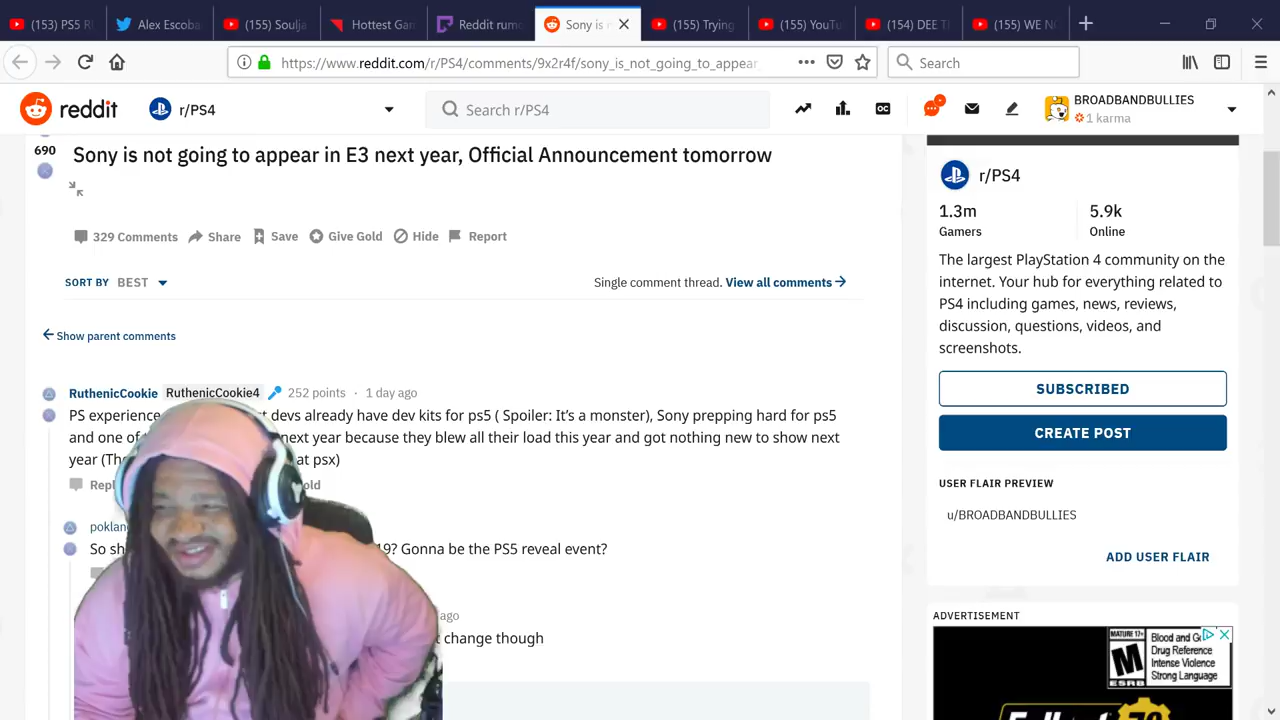 (153) PS5 R
Alex Escoba
(155) Soulja
Hottest Gar
Reddit rumo
Sony is n
(155) Trying
(155) YouTu
(154) DEE T
(155) WE NO
https://www.reddit.com/r/PS4/comments/9x2r4f/sony_is_not_going_to_appear_
Search
reddit
r/PS4
Search r/PS4
OC
BROADBANDBULLIES
1 karma
690
Sony is not going to appear in E3 next year, Official Announcement tomorrow
329 Comments
Share
Save
Give Gold
Hide
Report
SORT BY BEST
Single comment thread. View all comments
Show parent comments
RuthenicCookie RuthenicCookie4 252 points · 1 day ago
PS experience t devs already have dev kits for ps5 ( Spoiler: It’s a monster), Sony prepping hard for ps5
and one of next year because they blew all their load this year and got nothing new to show next
year (The at psx)
Repl old
poklan
So sh 19? Gonna be the PS5 reveal event?
ago
t change though
r/PS4
1.3m
Gamers
5.9k
Online
The largest PlayStation 4 community on the
internet. Your hub for everything related to
PS4 including games, news, reviews,
discussion, questions, videos, and
screenshots.
SUBSCRIBED
CREATE POST
USER FLAIR PREVIEW
u/BROADBANDBULLIES
ADD USER FLAIR
ADVERTISEMENT
MATURE 17+
M
ESRB
Blood and G
Drug Reference
Intense Violence
Strong Language
Fallout 76